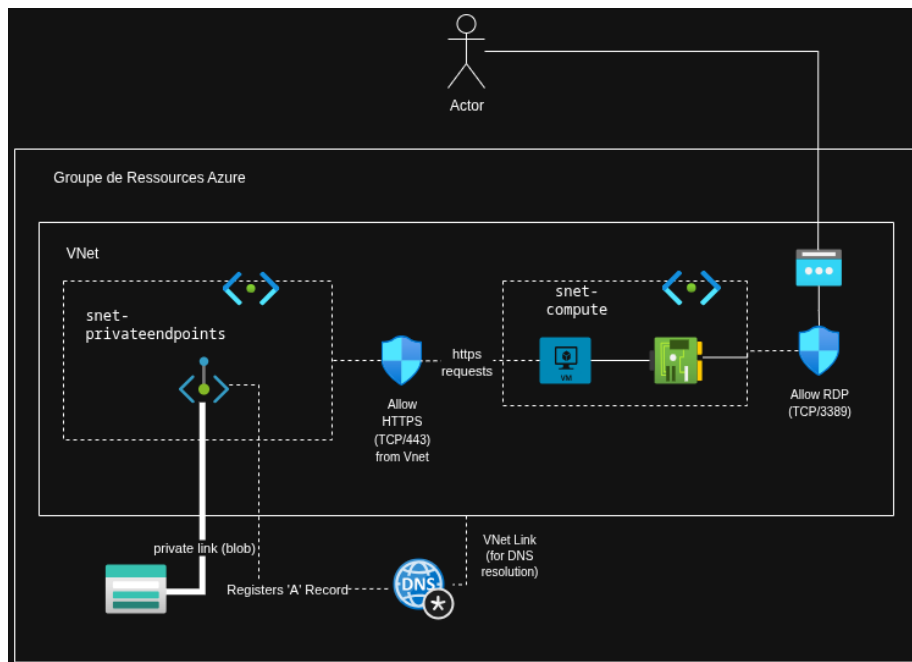 Actor
Groupe de Ressources Azure
VNet
snet-
privateendpoints
snet-
compute
https
requests
VM
Allow
HTTPS
(TCP/443)
from Vnet
Allow RDP
(TCP/3389)
private link (blob)
VNet Link
(for DNS
resolution)
Registers 'A' Record
DNS